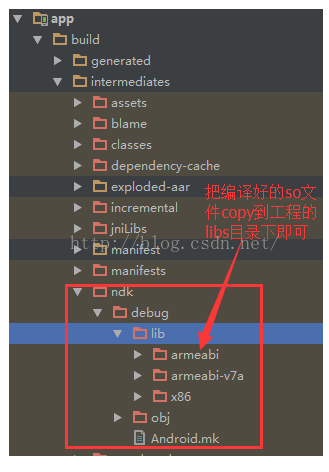 app
build
generated
intermediates
assets
blame
classes
dependency-cache
exploded-aar
incremental
jniLibs
manifest
manifests
ndk
debug
lib
armeabi
armeabi-v7a
x86
obj
Android.mk
把编译好的so文
件copy到工程的
libs目录下即可
http://blog.csdn.net/